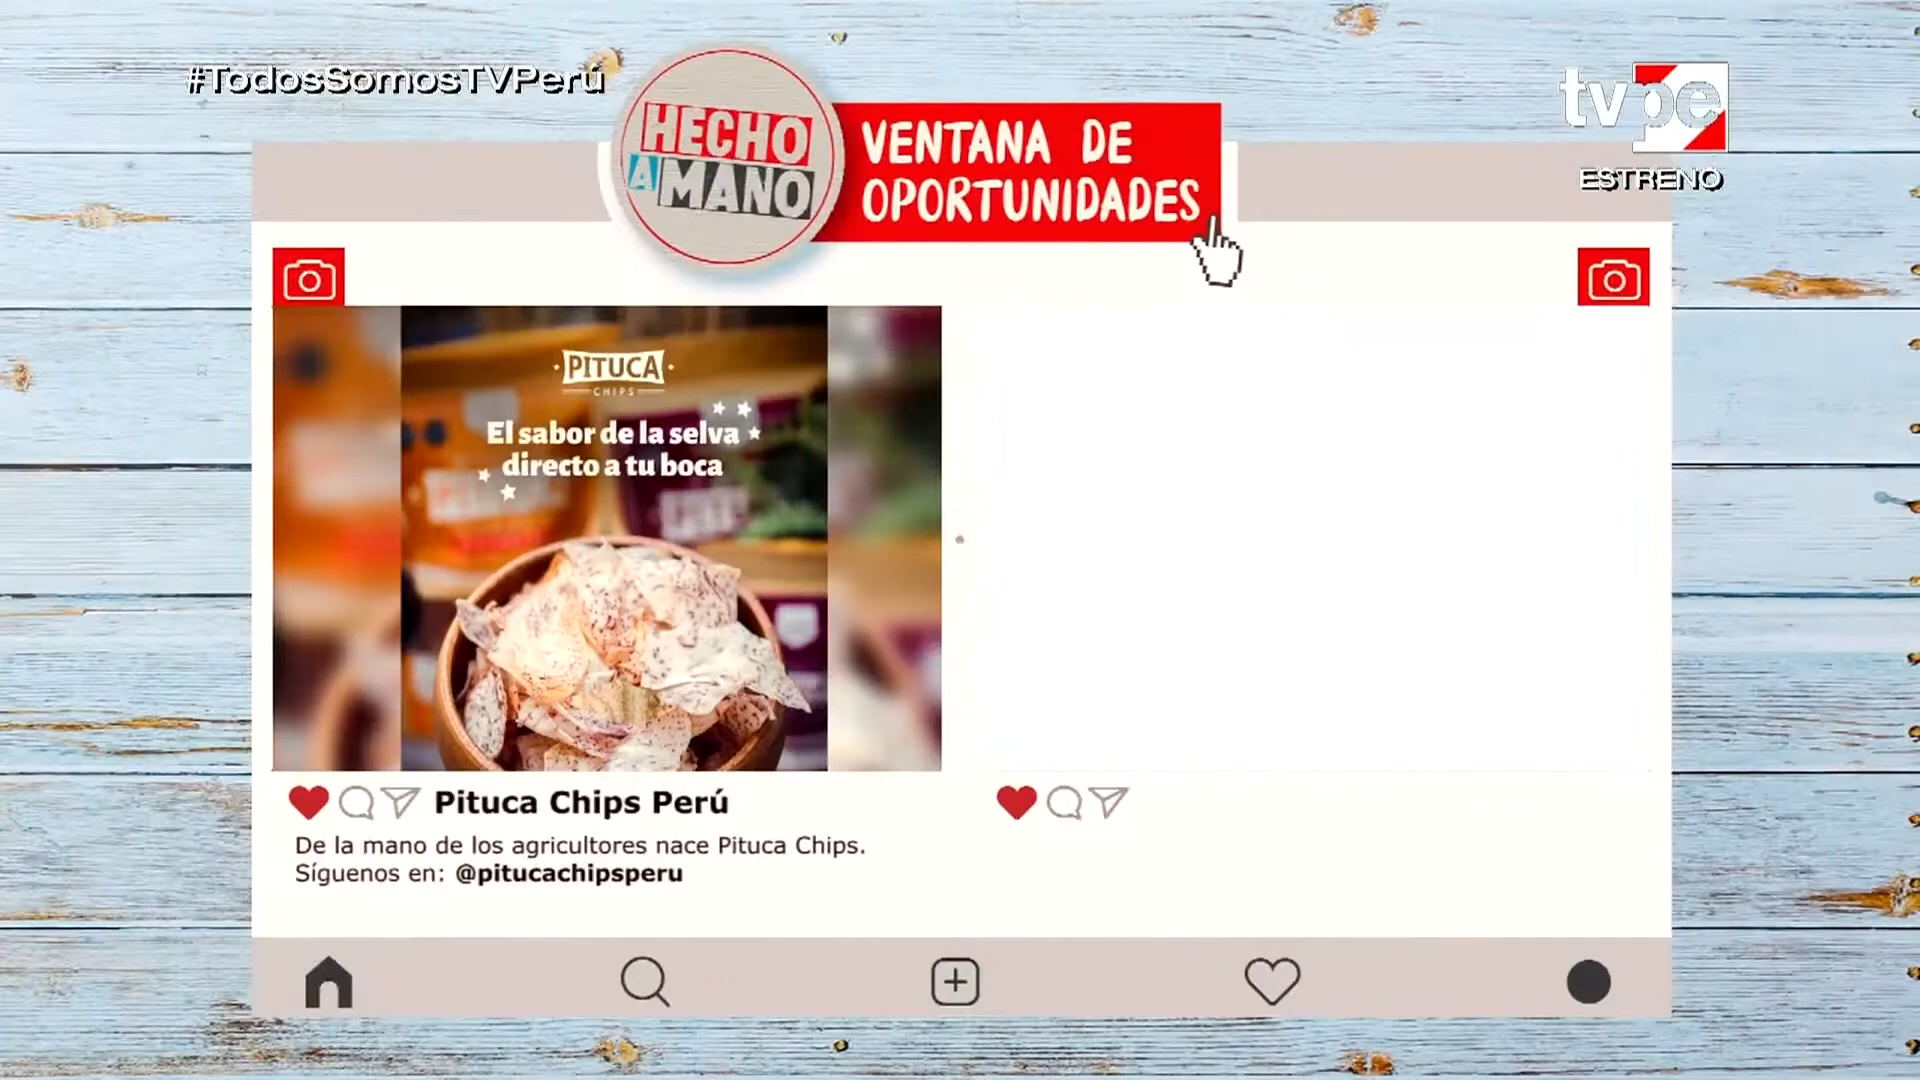 #TodosSomosTVPerú
HECHO
A MANO
VENTANA DE
OPORTUNIDADES
tvpe
ESTRENO
PITUCA
CHIPS
El sabor de la selva
directo a tu boca
Pituca Chips Perú
De la mano de los agricultores nace Pituca Chips.
Síguenos en: @pitucachipsperu